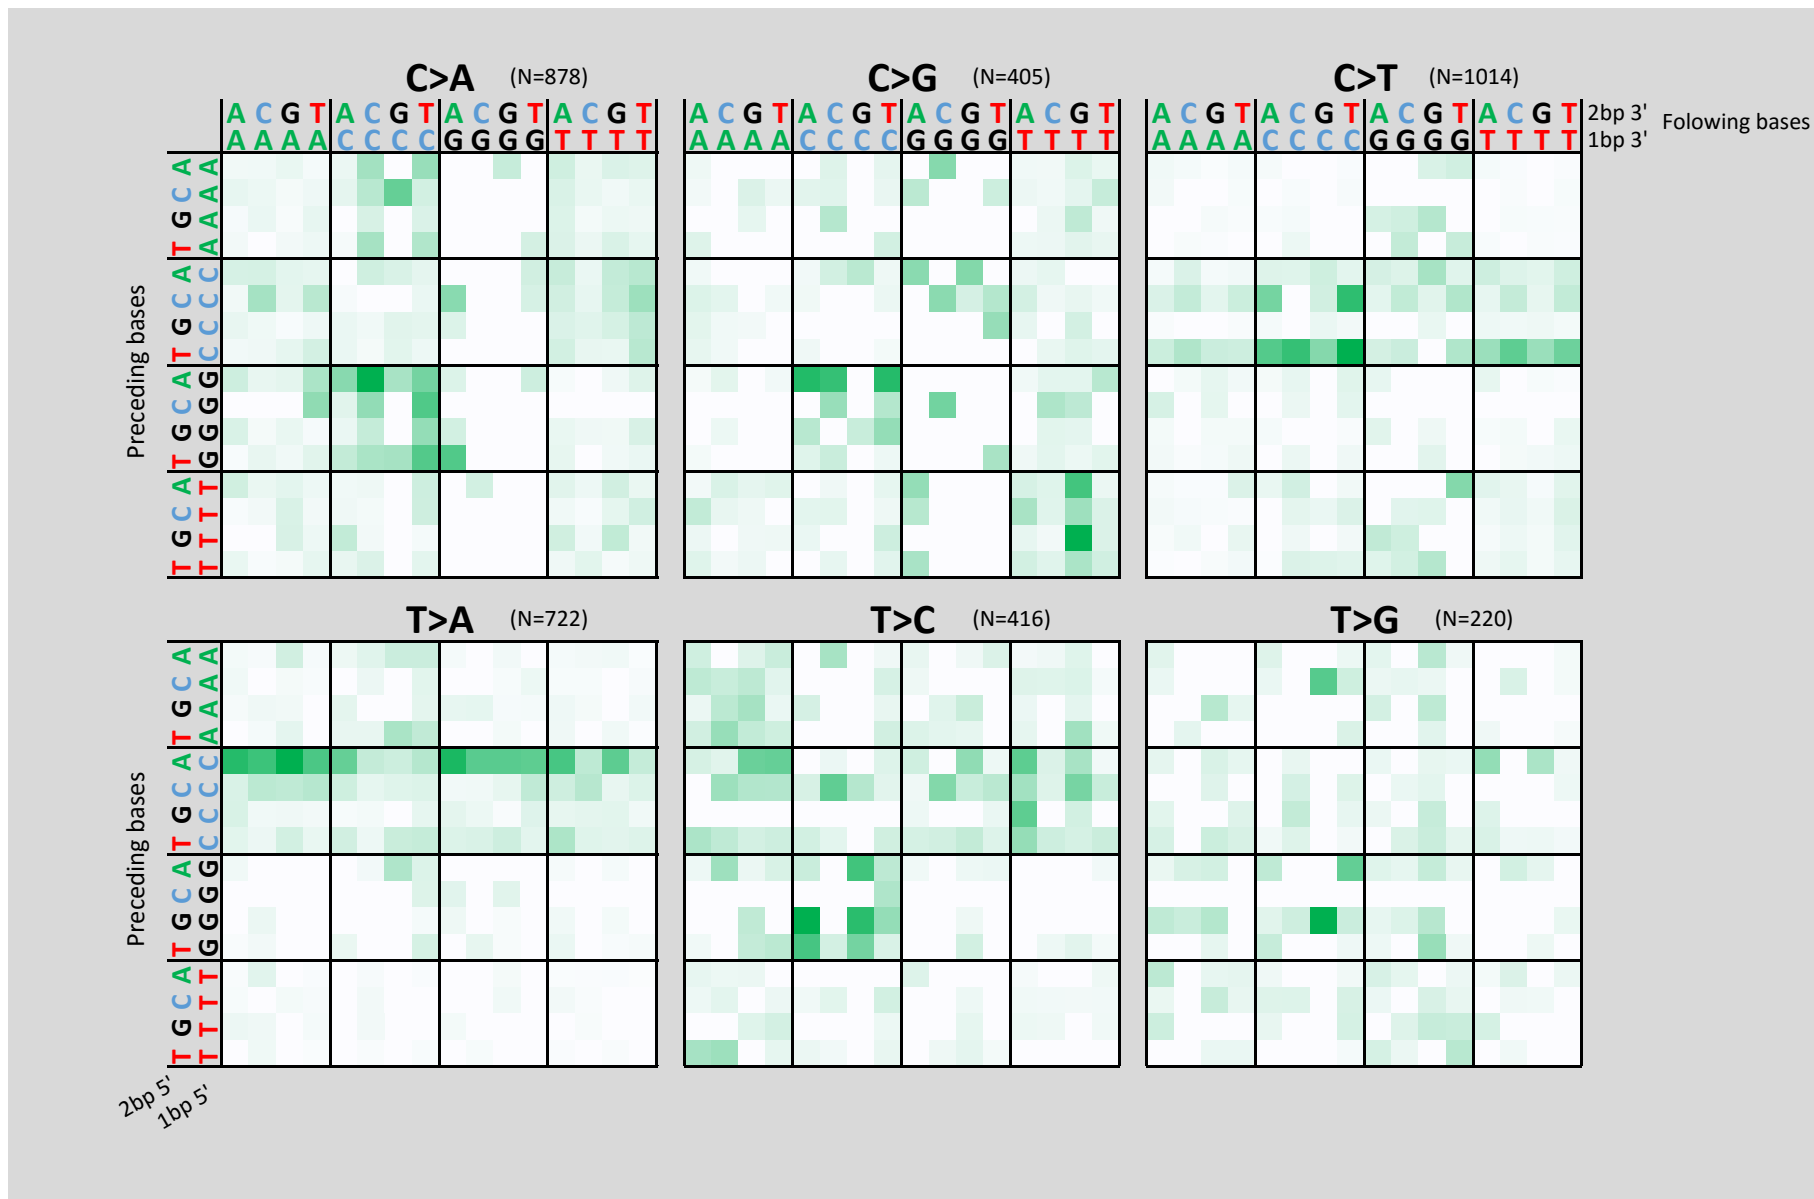 C>A (N=878) C>G (N=405) C>T (N=1014)
A C G T A C G T A C G T A C G T A C G T A C G T A C G T A C G T A C G T A C G T A C G T A C G T 2bp 3'
Folowing bases
A A A A C C C C G G G G T T T T A A A A C C C C G G G G T T T T A A A A C C C C G G G G T T T T 1bp 3'
Preceding bases
A A
C A
G A
T A
A C
C C
G C
T C
A G
C G
G G
T G
A T
C T
G T
T T
T>A (N=722) T>C (N=416) T>G (N=220)
Preceding bases
A A
C A
G A
T A
A C
C C
G C
T C
A G
C G
G G
T G
A T
C T
G T
T T
2bp 5'
1bp 5'